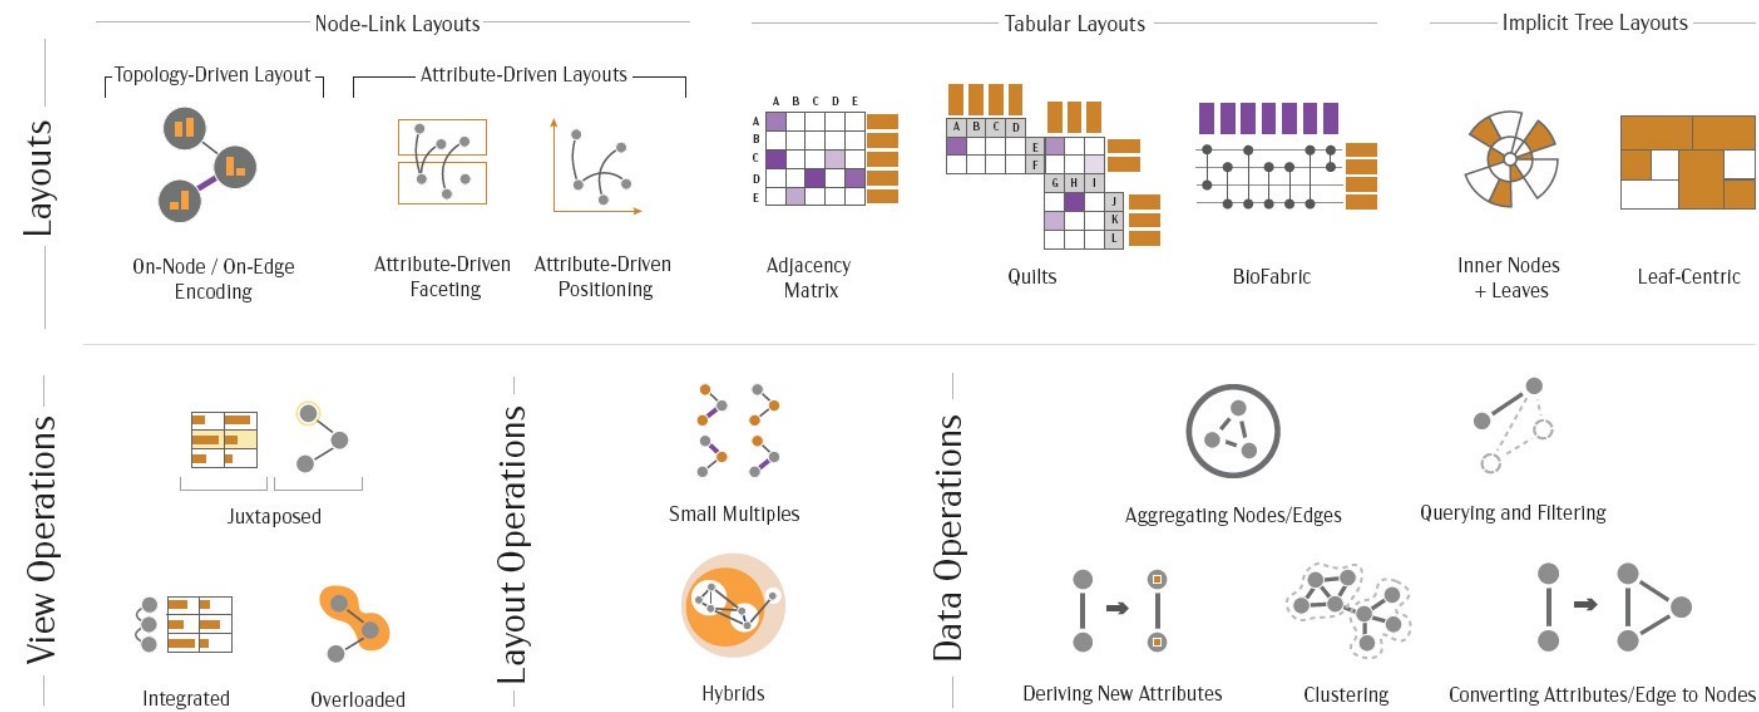 Node-Link Layouts
Tabular Layouts
Implicit Tree Layouts
Layouts
Topology-Driven Layout
Attribute-Driven Layouts
A B C D E
A
B
C
D
E
A B C D
E
F
G H I
J
K
L
On-Node / On-Edge
Encoding
Attribute-Driven
Faceting
Attribute-Driven
Positioning
Adjacency
Matrix
Quilts
BioFabric
Inner Nodes
+ Leaves
Leaf-Centric
View Operations
Juxtaposed
Integrated
Overloaded
Layout Operations
Small Multiples
Hybrids
Data Operations
Aggregating Nodes/Edges
Querying and Filtering
Deriving New Attributes
Clustering
Converting Attributes/Edge to Nodes